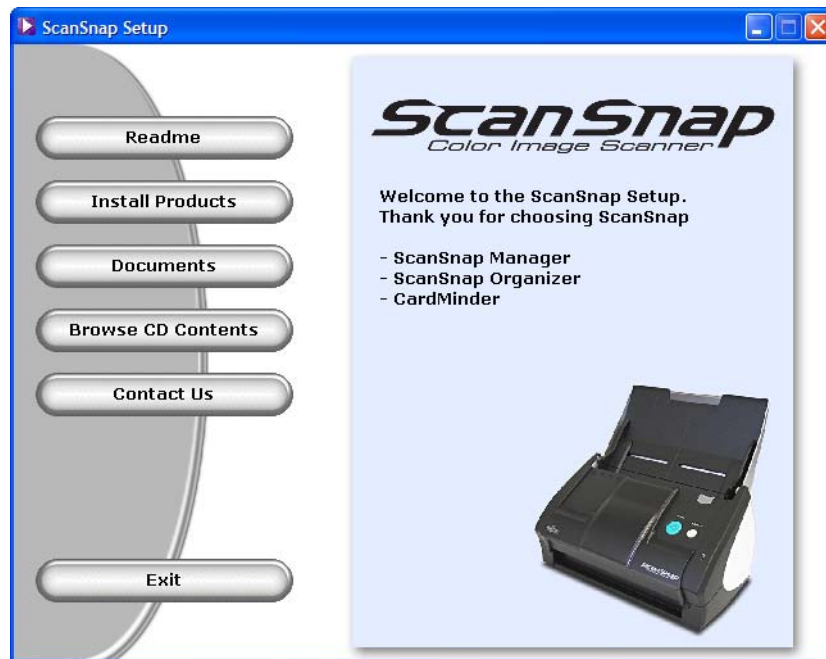 ScanSnap Setup
Readme
Install Products
Documents
Browse CD Contents
Contact Us
Exit
ScanSnap
Color Image Scanner
Welcome to the ScanSnap Setup.
Thank you for choosing ScanSnap
- ScanSnap Manager
- ScanSnap Organizer
- CardMinder
ScanSnap